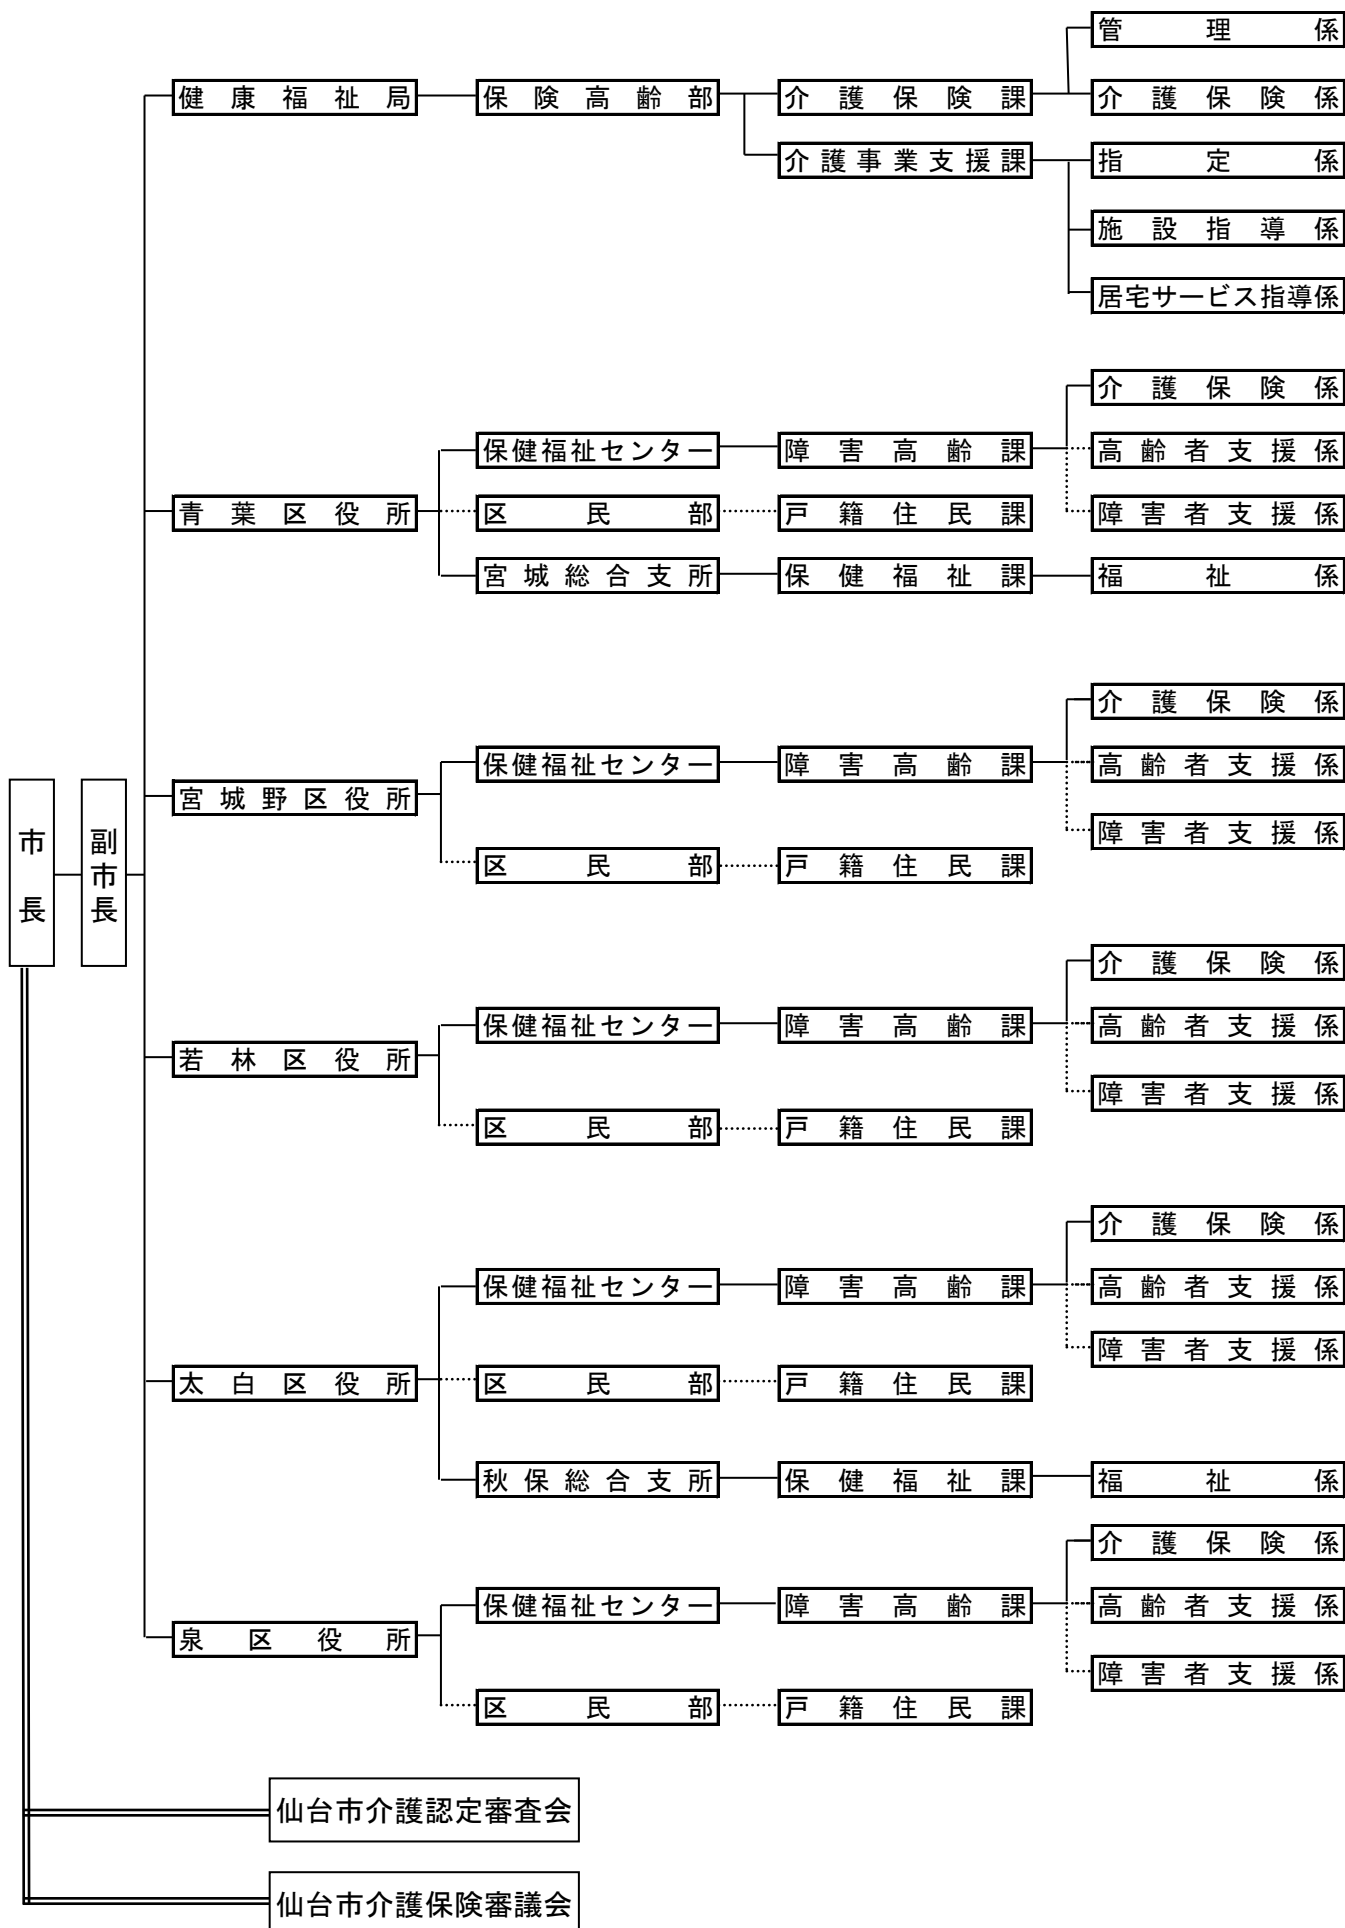 管理係
健康福祉局 保険高齢部 介護保険課 介護保険係
介護事業支援課 指定係
施設指導係
居宅サービス指導係
介護保険係
保健福祉センター 障害高齢課 高齢者支援係
青葉区役所 区民部 戸籍住民課 障害者支援係
宮城総合支所 保健福祉課 福祉係
介護保険係
保健福祉センター 障害高齢課 高齢者支援係
宮城野区役所
障害者支援係
区民部 戸籍住民課
市長 副市長
介護保険係
保健福祉センター 障害高齢課 高齢者支援係
若林区役所
障害者支援係
区民部 戸籍住民課
介護保険係
保健福祉センター 障害高齢課 高齢者支援係
障害者支援係
太白区役所 区民部 戸籍住民課
秋保総合支所 保健福祉課 福祉係
介護保険係
保健福祉センター 障害高齢課 高齢者支援係
泉区役所
障害者支援係
区民部 戸籍住民課
仙台市介護認定審査会
仙台市介護保険審議会